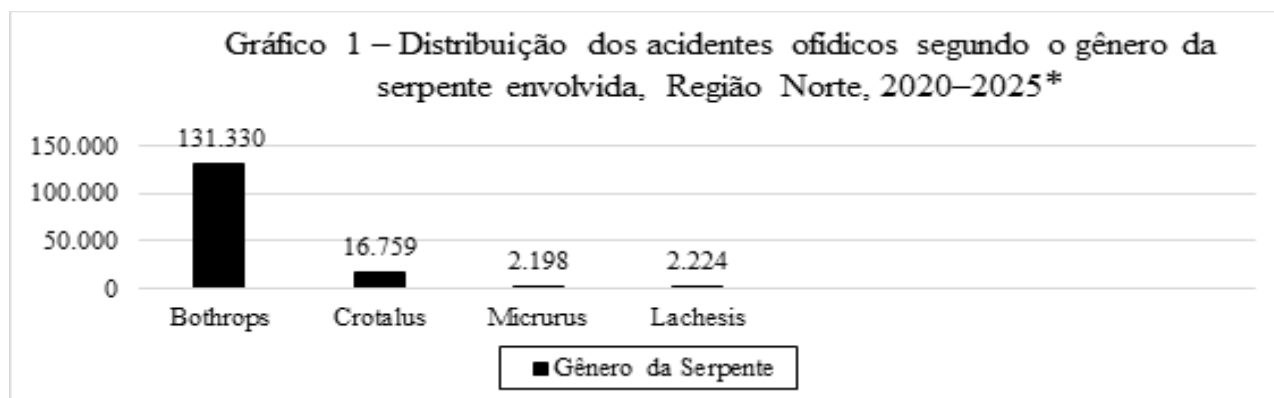 Gráfico 1 – Distribuição dos acidentes ofídicos segundo o gênero da
serpente envolvida, Região Norte, 2020–2025*
131.330
150.000
100.000
50.000
16.759
2.198
2.224
0
Bothrops Crotalus Micrurus Lachesis
Gênero da Serpente